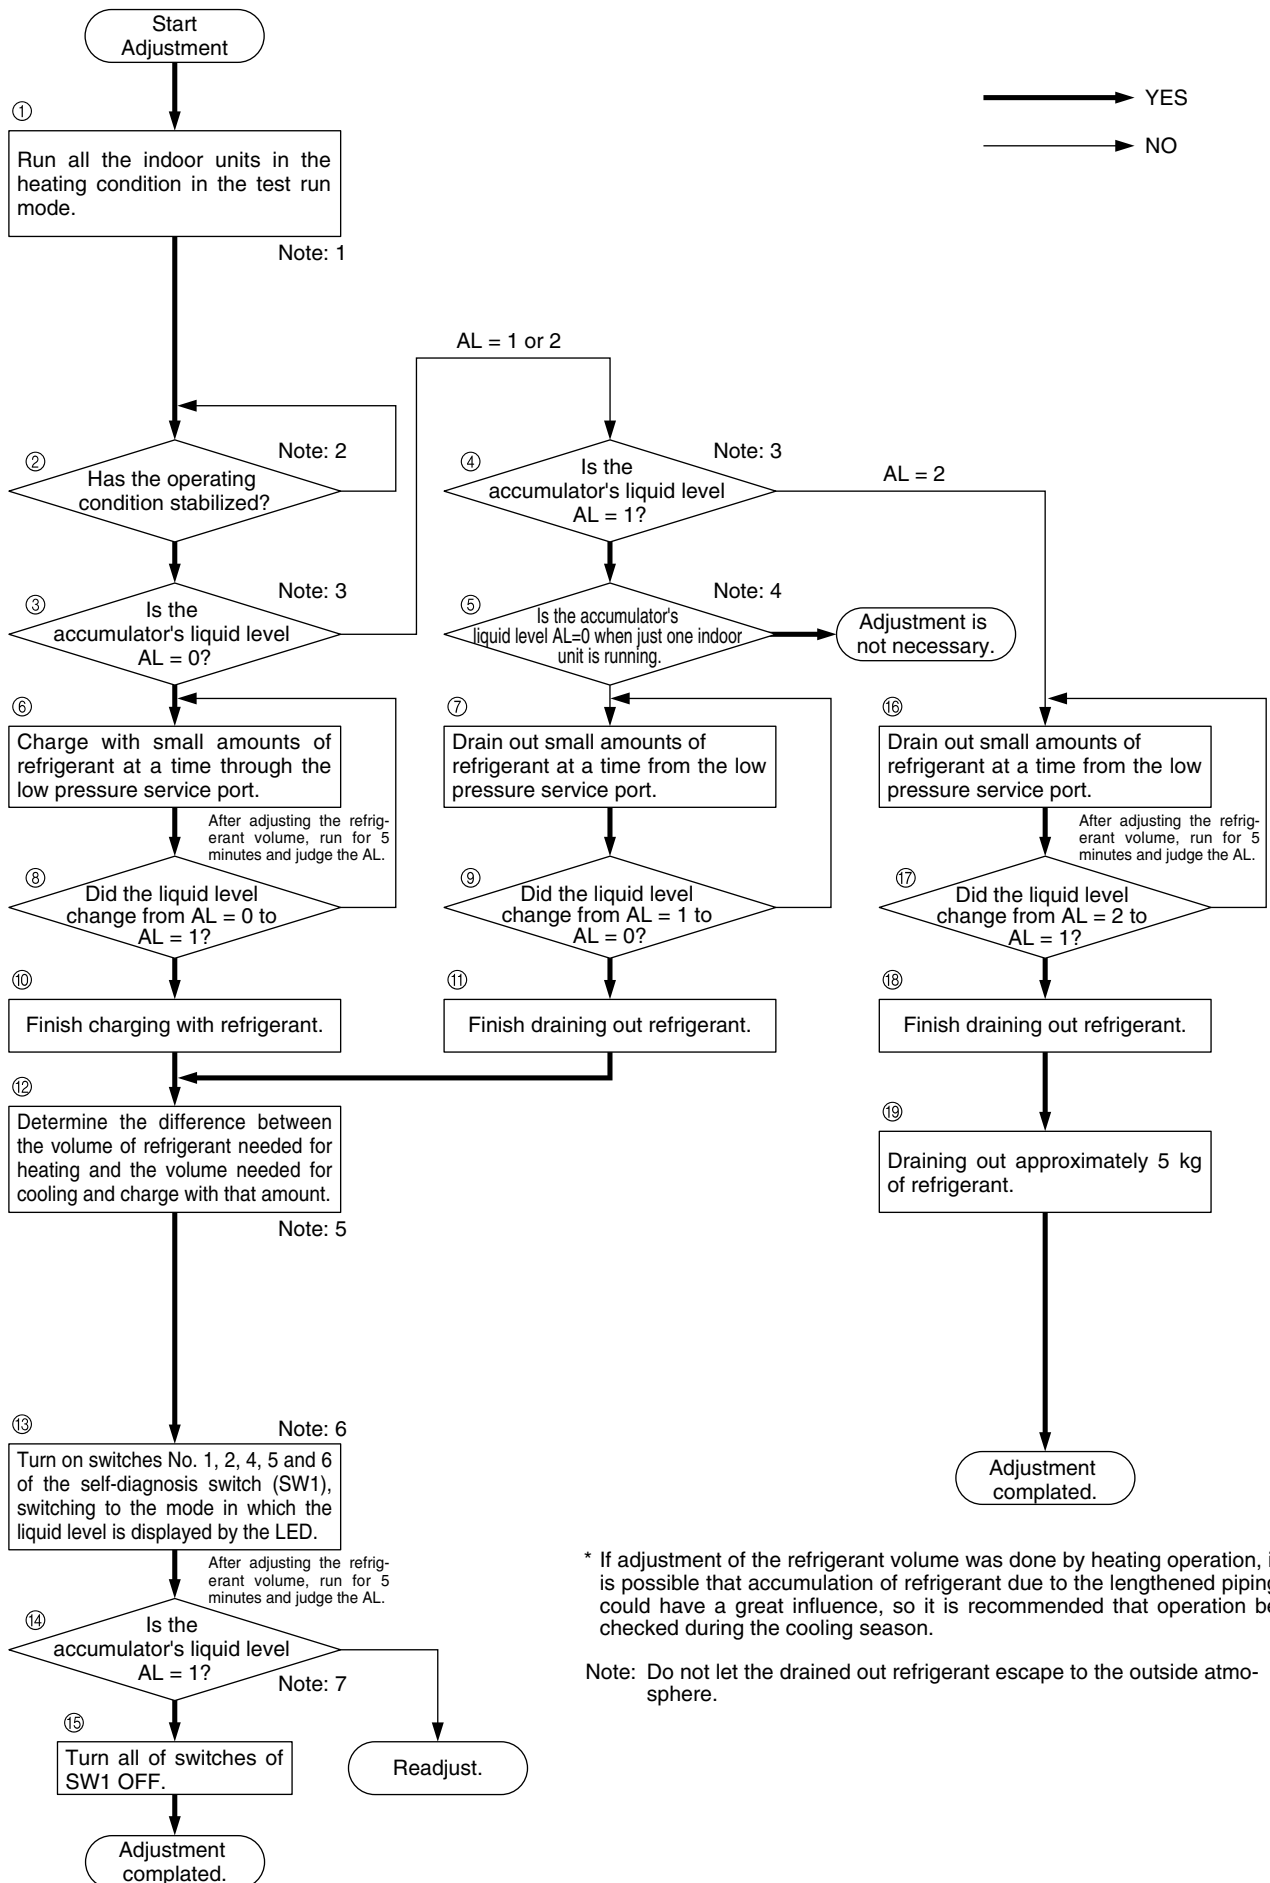 Start
Adjustment
YES
NO
①
Run all the indoor units in the
heating condition in the test run
mode.
Note: 1
AL = 1 or 2
②
Note: 2
Has the operating
condition stabilized?
④
Note: 3
Is the
accumulator's liquid level
AL = 1?
AL = 2
③
Note: 3
Is the
accumulator's liquid level
AL = 0?
⑤
Note: 4
Is the accumulator's
liquid level AL=0 when just one indoor
unit is running.
Adjustment is
not necessary.
⑥
Charge with small amounts of
refrigerant at a time through the
low pressure service port.
After adjusting the refrig-
erant volume, run for 5
minutes and judge the AL.
⑦
Drain out small amounts of
refrigerant at a time from the low
pressure service port.
⑯
Drain out small amounts of
refrigerant at a time from the low
pressure service port.
After adjusting the refrig-
erant volume, run for 5
minutes and judge the AL.
⑧
Did the liquid level
change from AL = 0 to
AL = 1?
⑨
Did the liquid level
change from AL = 1 to
AL = 0?
⑰
Did the liquid level
change from AL = 2 to
AL = 1?
⑩
Finish charging with refrigerant.
⑪
Finish draining out refrigerant.
⑱
Finish draining out refrigerant.
⑫
Determine the difference between
the volume of refrigerant needed for
heating and the volume needed for
cooling and charge with that amount.
Note: 5
⑲
Draining out approximately 5 kg
of refrigerant.
Adjustment
complated.
⑬
Note: 6
Turn on switches No. 1, 2, 4, 5 and 6
of the self-diagnosis switch (SW1),
switching to the mode in which the
liquid level is displayed by the LED.
After adjusting the refrig-
erant volume, run for 5
minutes and judge the AL.
⑭
Is the
accumulator's liquid level
AL = 1?
Note: 7
⑮
Turn all of switches of
SW1 OFF.
Readjust.
Adjustment
complated.
* If adjustment of the refrigerant volume was done by heating operation, i
is possible that accumulation of refrigerant due to the lengthened piping
could have a great influence, so it is recommended that operation be
checked during the cooling season.
Note: Do not let the drained out refrigerant escape to the outside atmo-
sphere.